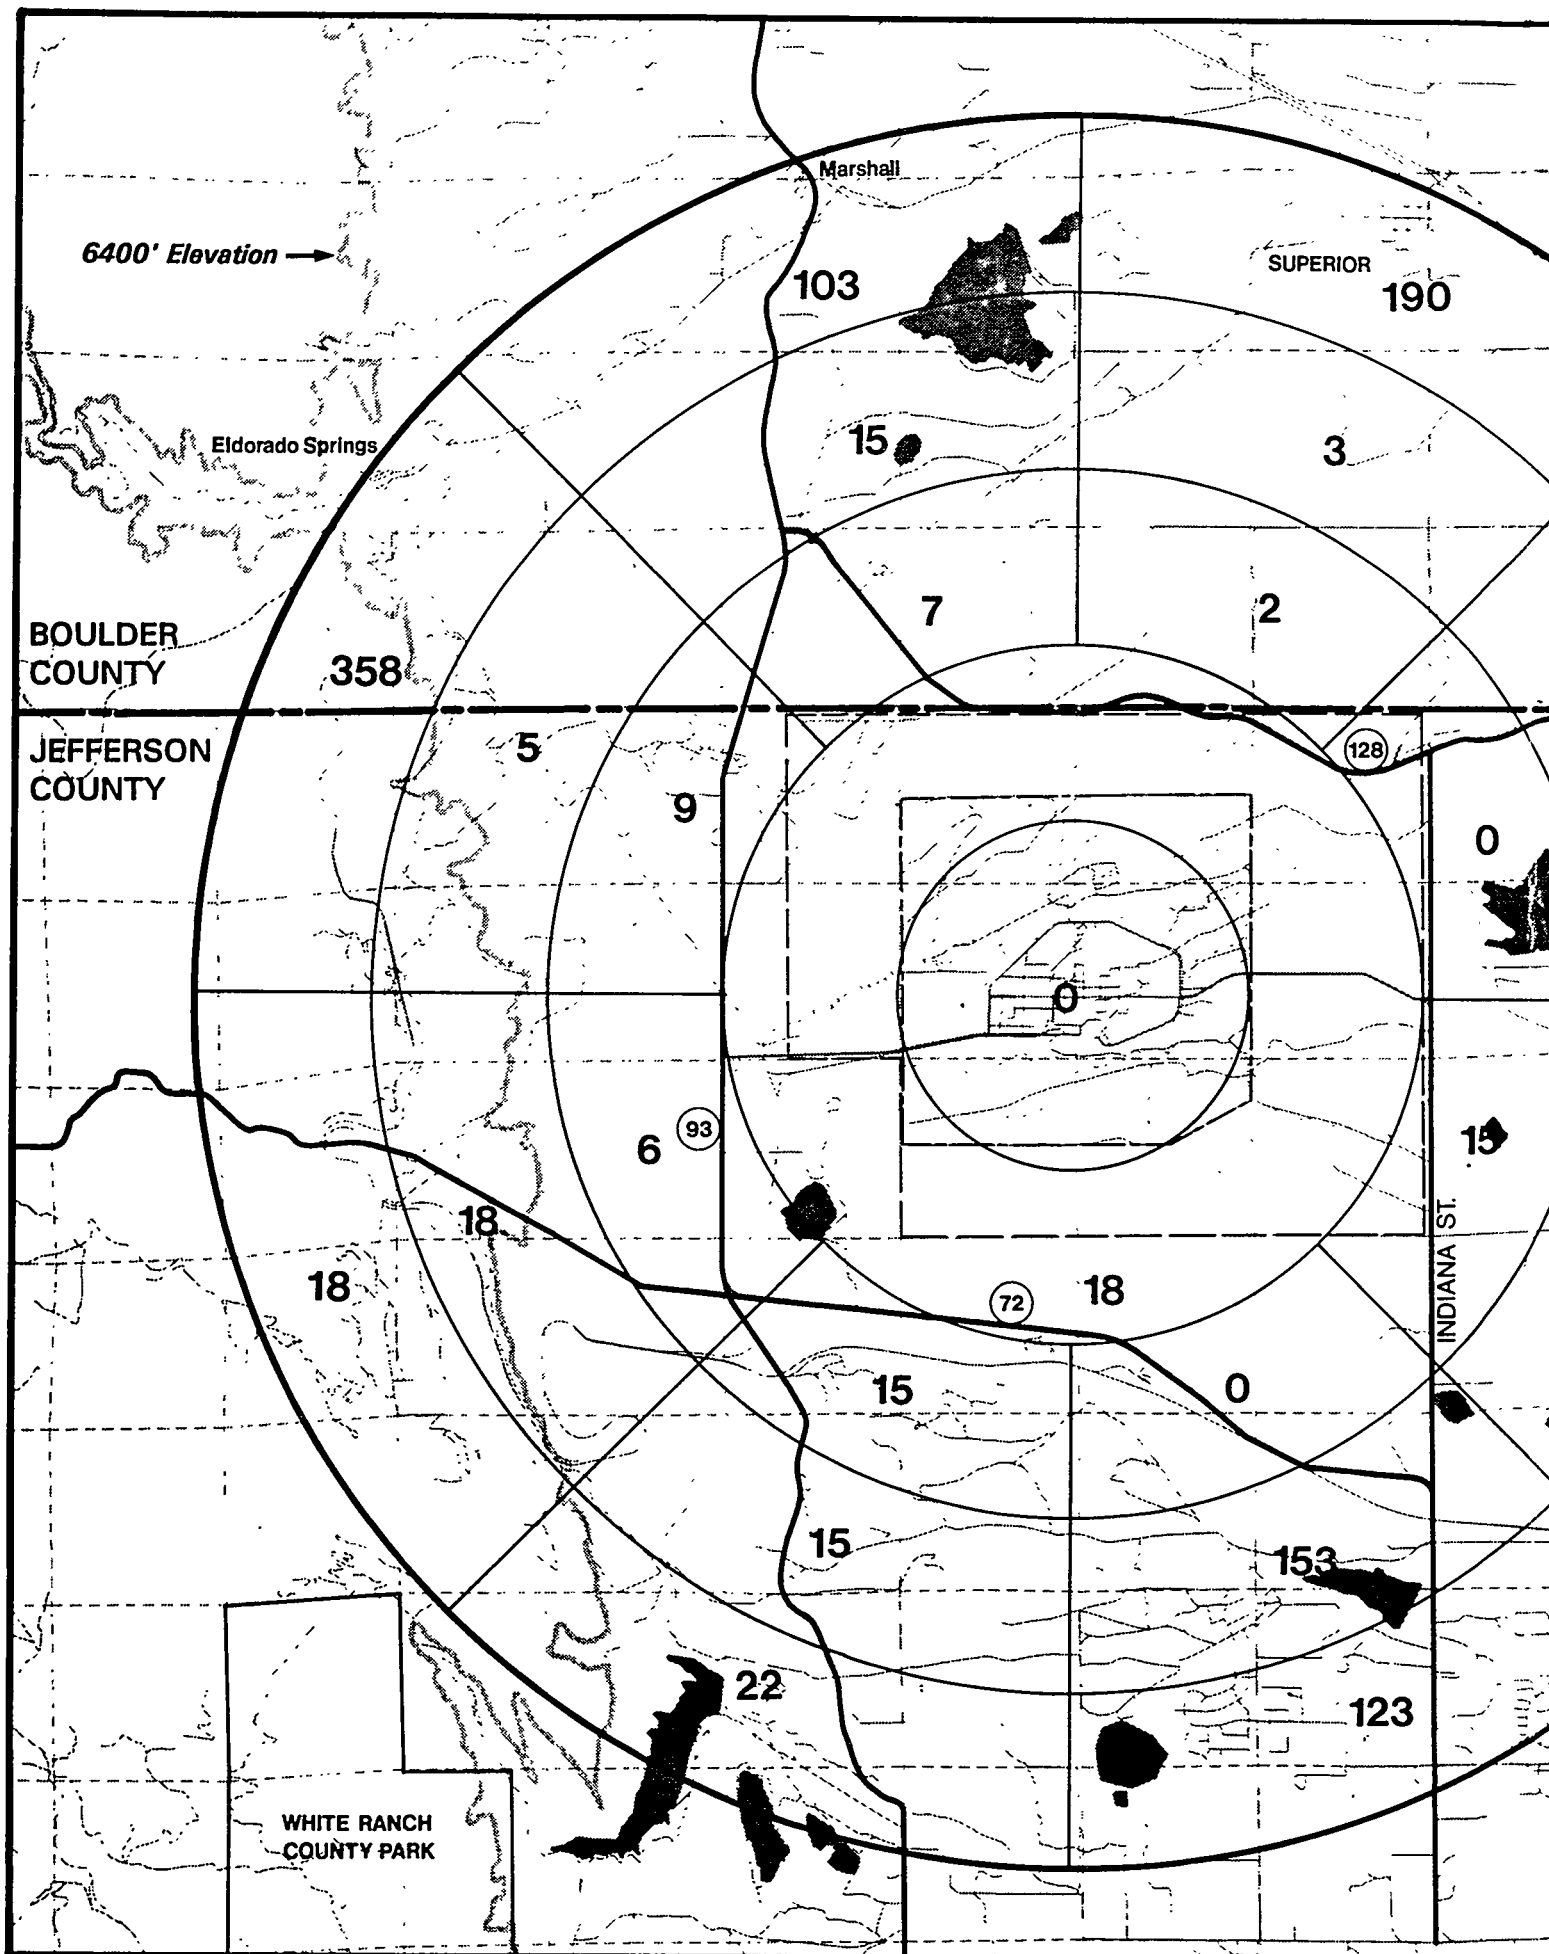 Marshall
6400' Elevation
SUPERIOR
103
190
15
3
Eldorado Springs
7
2
BOULDER
COUNTY
358
JEFFERSON
COUNTY
5
128
9
0
0
93
6
15
18
18
72
18
INDIANA ST.
15
0
15
153
22
123
WHITE RANCH
COUNTY PARK